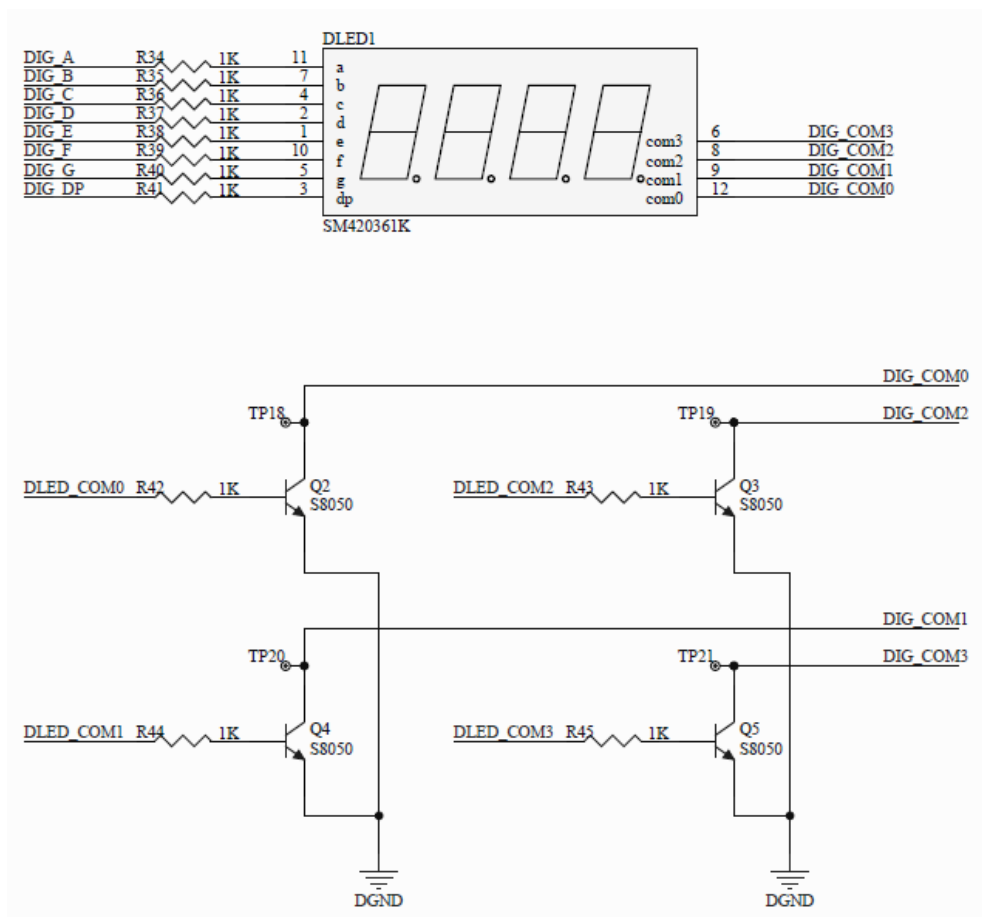 DLED1
DIG_A R34 1K 11 a
DIG_B R35 1K 7 b
DIG_C R36 1K 4 c
DIG_D R37 1K 2 d
DIG_E R38 1K 1 e com3 6 DIG_COM3
DIG_F R39 1K 10 f com2 8 DIG_COM2
DIG_G R40 1K 5 g com1 9 DIG_COM1
DIG_DP R41 1K 3 dp com0 12 DIG_COM0
SM420361K
DIG_COM0
TP18 TP19 DIG_COM2
DLED_COM0 R42 1K Q2 DLED_COM2 R43 1K Q3
S8050 S8050
DIG_COM1
TP20 TP21 DIG_COM3
DLED_COM1 R44 1K Q4 DLED_COM3 R45 1K Q5
S8050 S8050
DGND DGND